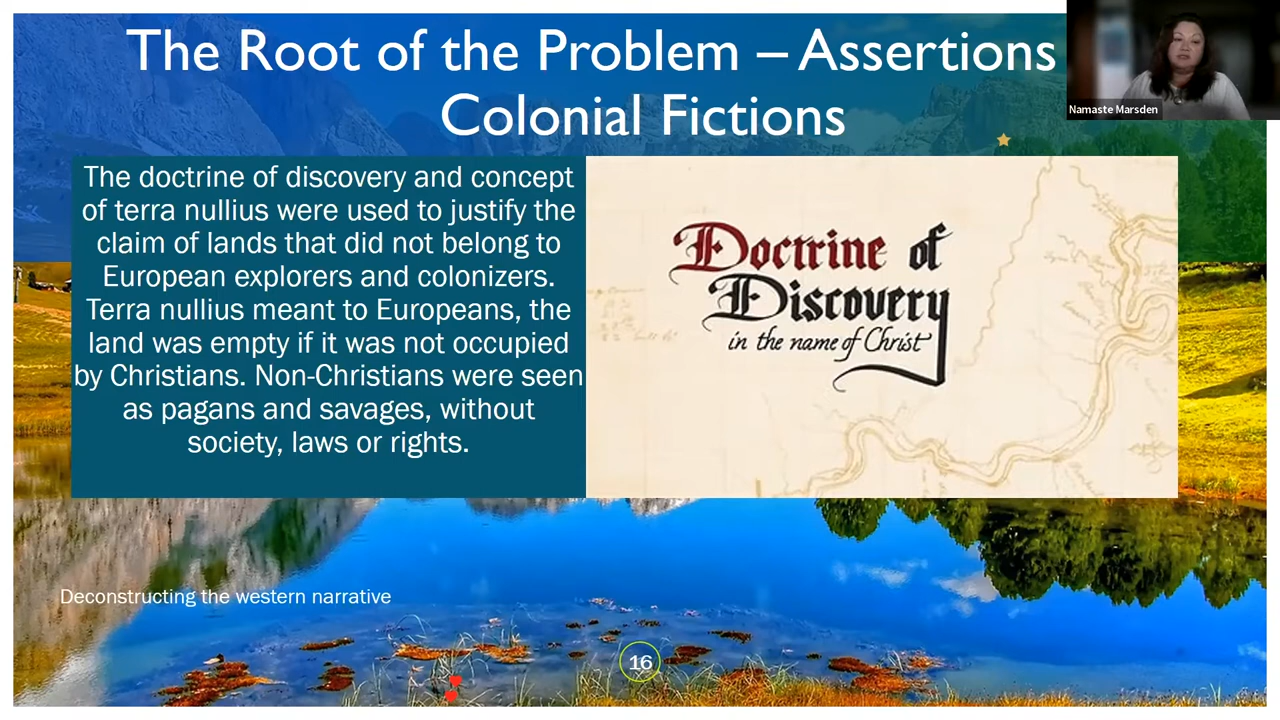 The Root of the Problem – Assertions
Colonial Fictions
Namaste Marsden
The doctrine of discovery and concept
of terra nullius were used to justify the
claim of lands that did not belong to
European explorers and colonizers.
Terra nullius meant to Europeans, the
land was empty if it was not occupied
by Christians. Non-Christians were seen
as pagans and savages, without
society, laws or rights.
Doctrine of
Discovery
in the name of Christ
Deconstructing the western narrative
16